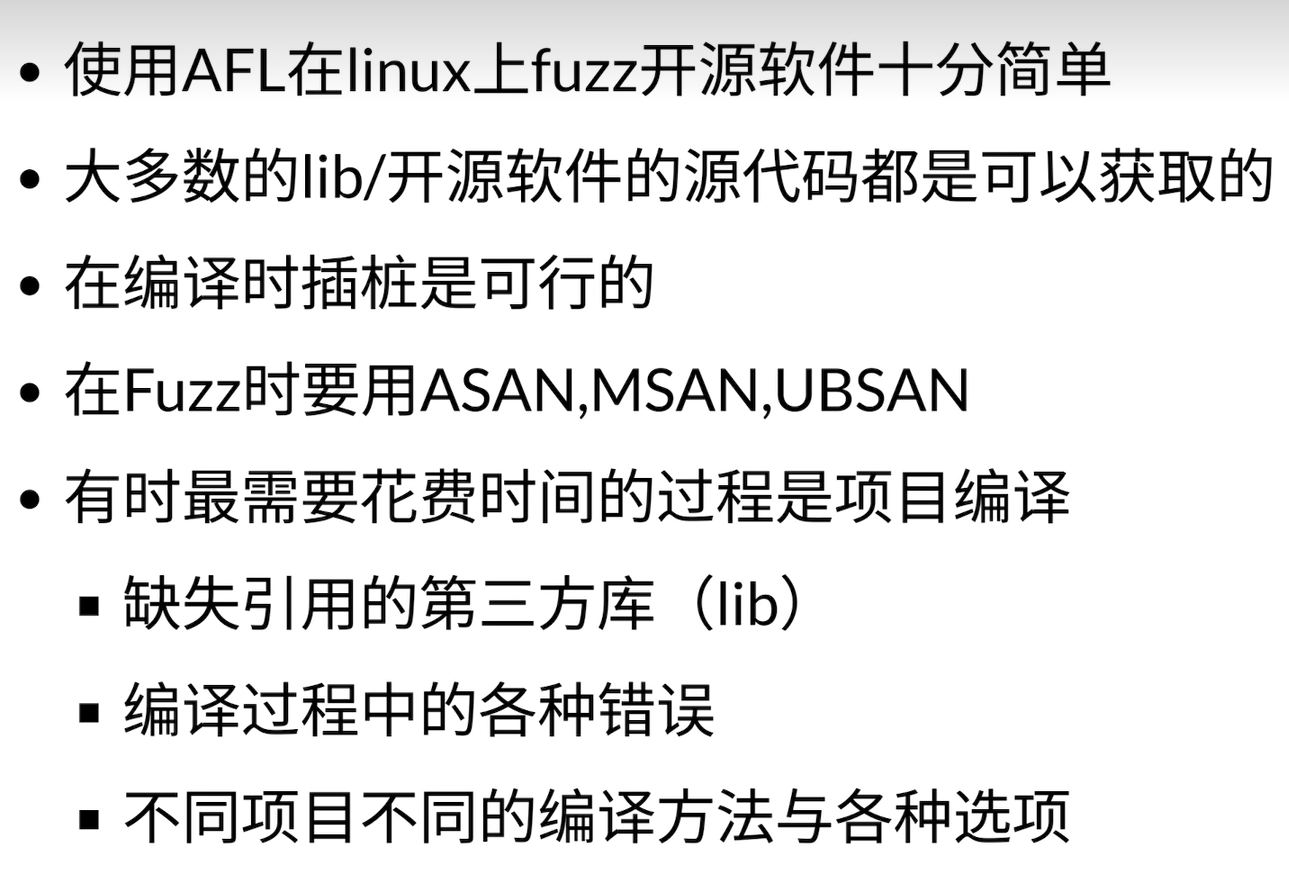 • 使用AFL在linux上fuzz开源软件十分简单
• 大多数的lib/开源软件的源代码都是可以获取的
• 在编译时插桩是可行的
• 在Fuzz时要用ASAN,MSAN,UBSAN
• 有时最需要花费时间的过程是项目编译
▪ 缺失引用的第三方库（lib）
▪ 编译过程中的各种错误
▪ 不同项目不同的编译方法与各种选项